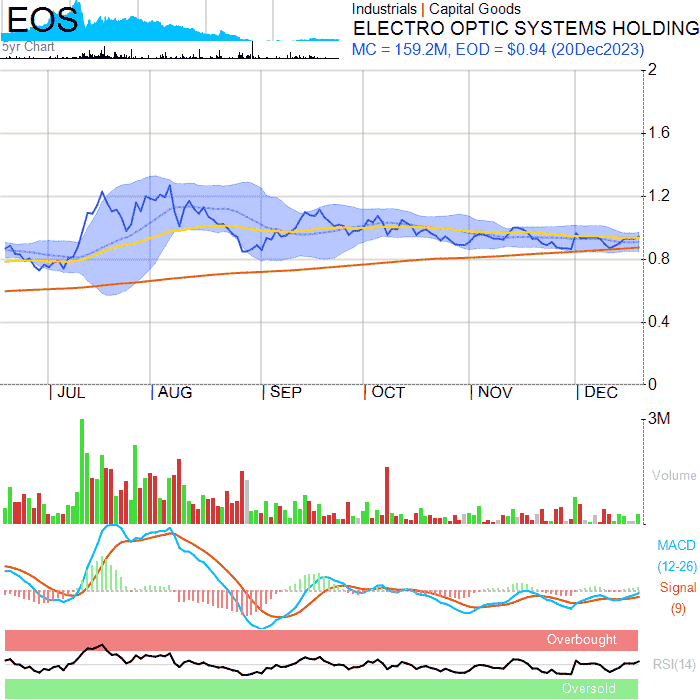 EOS
5yr Chart
Industrials | Capital Goods
ELECTRO OPTIC SYSTEMS HOLDING
MC = 159.2M, EOD = $0.94 (20Dec2023)
2
1.6
1.2
0.8
0.4
0
| JUL | AUG | SEP | OCT | NOV | DEC
3M
Volume
MACD
(12-26)
Signal
(9)
Overbought
RSI(14)
Oversold